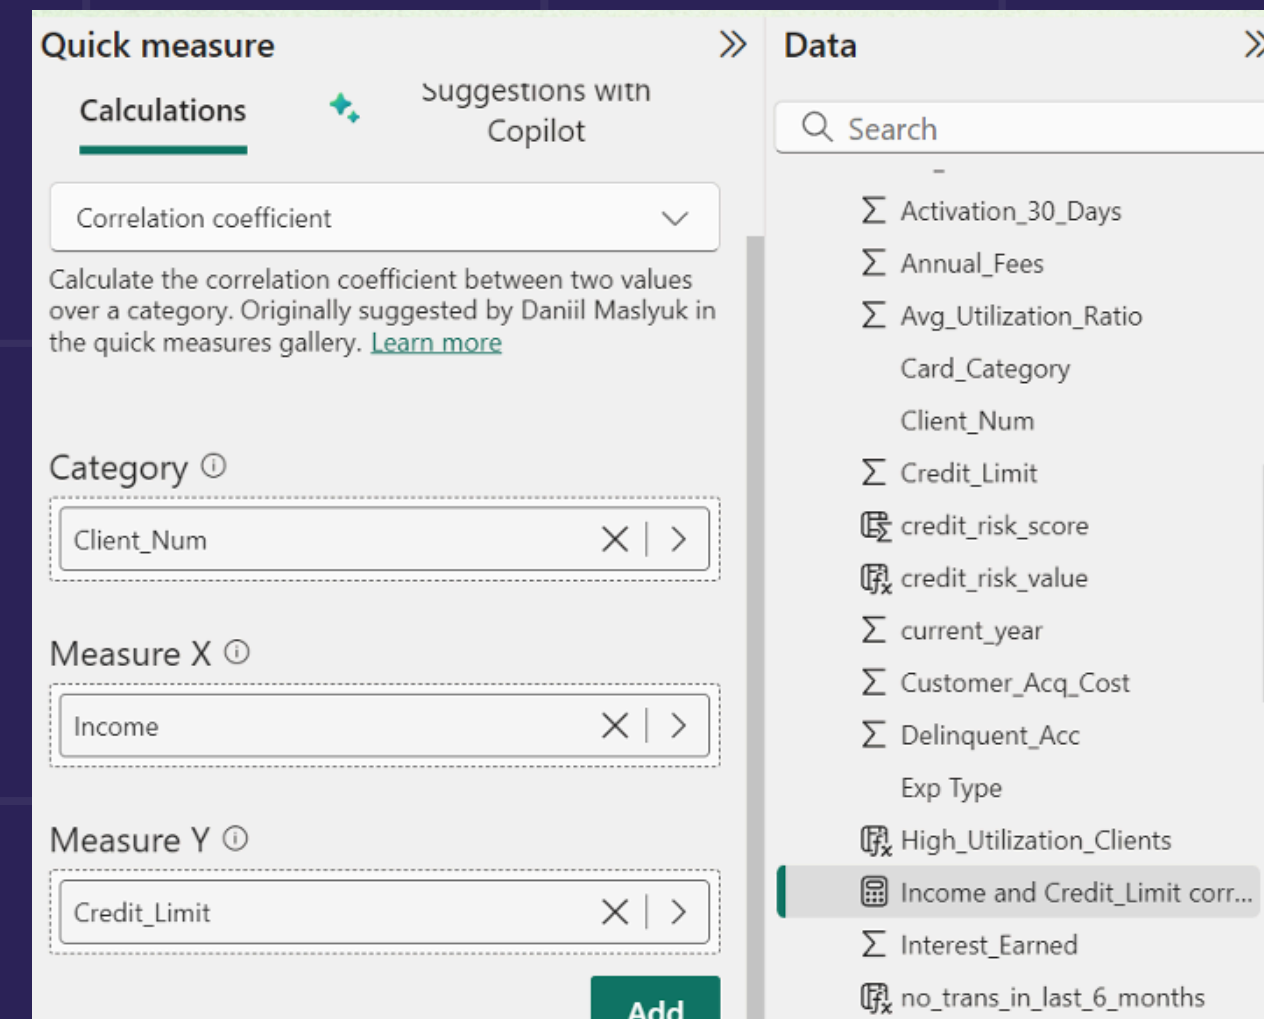 Quick measure
Calculations
Suggestions with
Copilot
Correlation coefficient
Calculate the correlation coefficient between two values
over a category. Originally suggested by Daniil Maslyuk in
the quick measures gallery. Learn more
Category
Client_Num
Measure X
Income
Measure Y
Credit_Limit
Add
Data
Search
Activation_30_Days
Annual_Fees
Avg_Utilization_Ratio
Card_Category
Client_Num
Credit_Limit
credit_risk_score
credit_risk_value
current_year
Customer_Acq_Cost
Delinquent_Acc
Exp Type
High_Utilization_Clients
Income and Credit_Limit corr...
Interest_Earned
no_trans_in_last_6_months